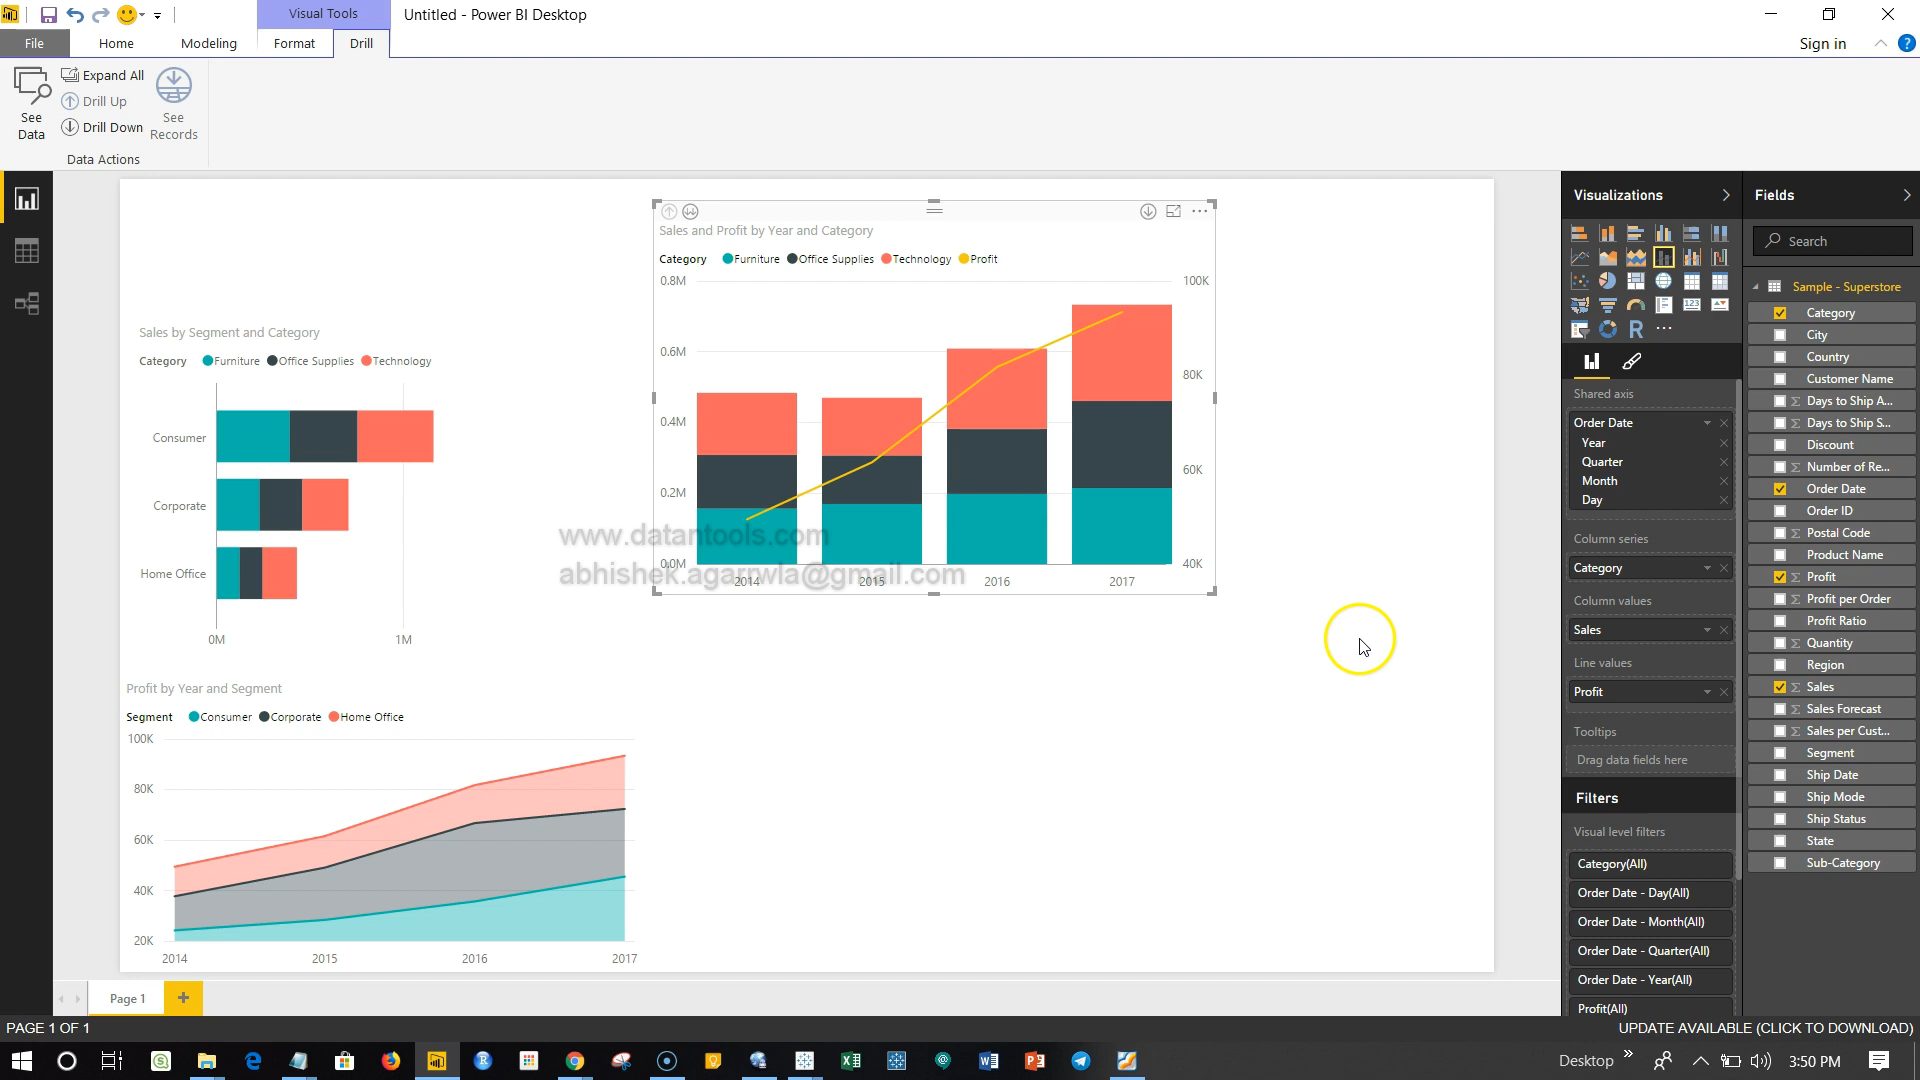 Visual Tools
Untitled - Power BI Desktop
File
Home
Modeling
Format
Drill
Sign in
?
See Data
Expand All
Drill Up
Drill Down
See Records
Data Actions
Sales by Segment and Category
Category Furniture Office Supplies Technology
Consumer
Corporate
Home Office
0M 1M
Profit by Year and Segment
Segment Consumer Corporate Home Office
100K
80K
60K
40K
20K
2014 2015 2016 2017
Sales and Profit by Year and Category
Category Furniture Office Supplies Technology Profit
0.8M
0.6M
0.4M
0.2M
0.0M
100K
80K
60K
40K
2014 2015 2016 2017
www.datantools.com
abhishek.agarrwla@gmail.com
Visualizations
123
R
Shared axis
Order Date
Year
Quarter
Month
Day
Column series
Category
Column values
Sales
Line values
Profit
Tooltips
Drag data fields here
Filters
Visual level filters
Category(All)
Order Date - Day(All)
Order Date - Month(All)
Order Date - Quarter(All)
Order Date - Year(All)
Profit(All)
Fields
Search
Sample - Superstore
Category
City
Country
Customer Name
Days to Ship A...
Days to Ship S...
Discount
Number of Re...
Order Date
Order ID
Postal Code
Product Name
Profit
Profit per Order
Profit Ratio
Quantity
Region
Sales
Sales Forecast
Sales per Cust...
Segment
Ship Date
Ship Mode
Ship Status
State
Sub-Category
Page 1
PAGE 1 OF 1
UPDATE AVAILABLE (CLICK TO DOWNLOAD)
Desktop
3:50 PM